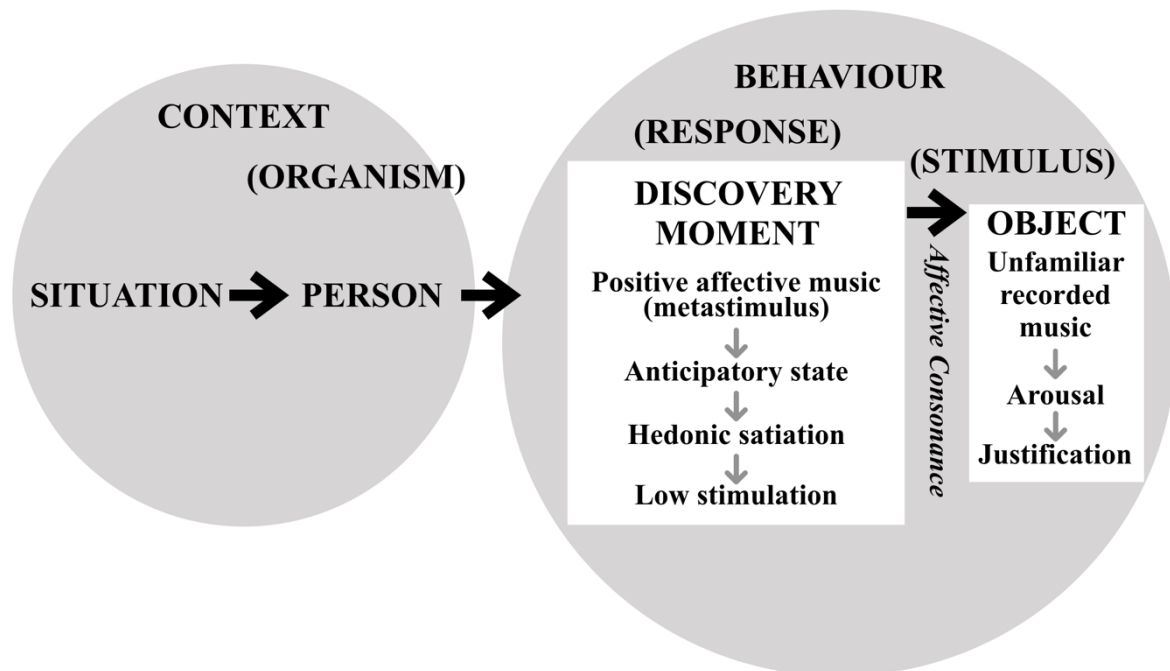 CONTEXT
(ORGANISM)
SITUATION
PERSON
BEHAVIOUR
(RESPONSE)
DISCOVERY
MOMENT
Positive affective music
(metastimulus)
Anticipatory state
Hedonic satiation
Low stimulation
Affective Consonance
(STIMULUS)
OBJECT
Unfamiliar
recorded
music
Arousal
Justification